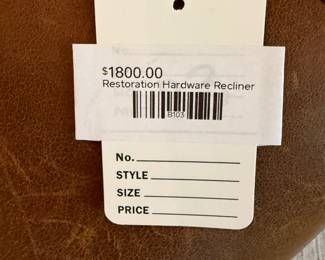 $1800.00
Restoration Hardware Recliner
B103
No.
STYLE
SIZE
PRICE